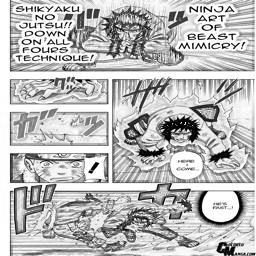 SHIKYAKU
NO
JUTSU!!
DOWN
ON ALL
FOURS
TECHNIQUE!
NINJA
ART
OF
BEAST
MIMICRY!
HERE
I
COME...
HE'S
FAST...!